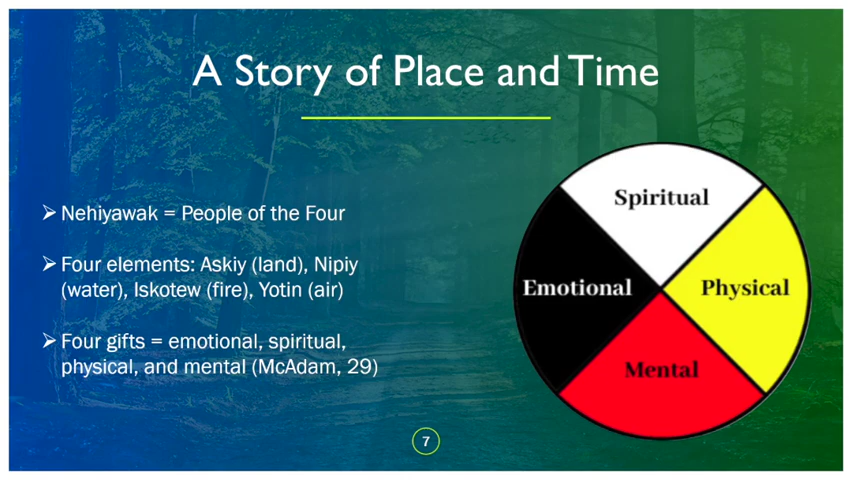 A Story of Place and Time
➢ Nehiyawak = People of the Four
➢ Four elements: Askiy (land), Nipiy
(water), Iskotew (fire), Yotin (air)
➢ Four gifts = emotional, spiritual,
physical, and mental (McAdam, 29)
Spiritual
Emotional
Physical
Mental
7